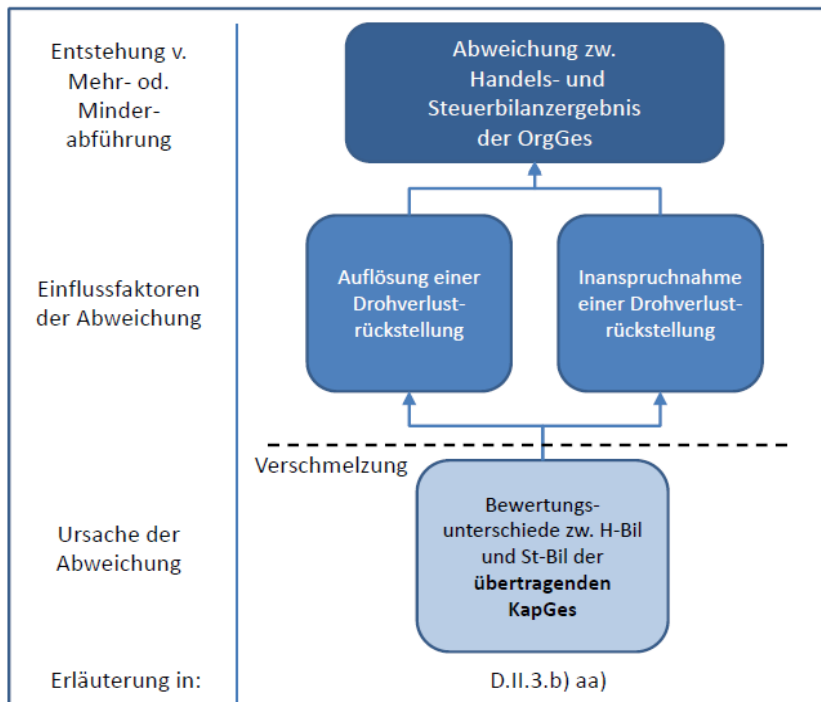 Entstehung v.
Mehr- od.
Minder-
abführung
Abweichung zw.
Handels- und
Steuerbilanzergebnis
der OrgGes
Einflussfaktoren
der Abweichung
Auflösung einer
Drohverlust-
rückstellung
Inanspruchnahme
einer Drohverlust-
rückstellung
Verschmelzung
Ursache der
Abweichung
Bewertungs-
unterschiede zw. H-Bil
und St-Bil der
übertragenden
KapGes
Erläuterung in:
D.II.3.b) aa)